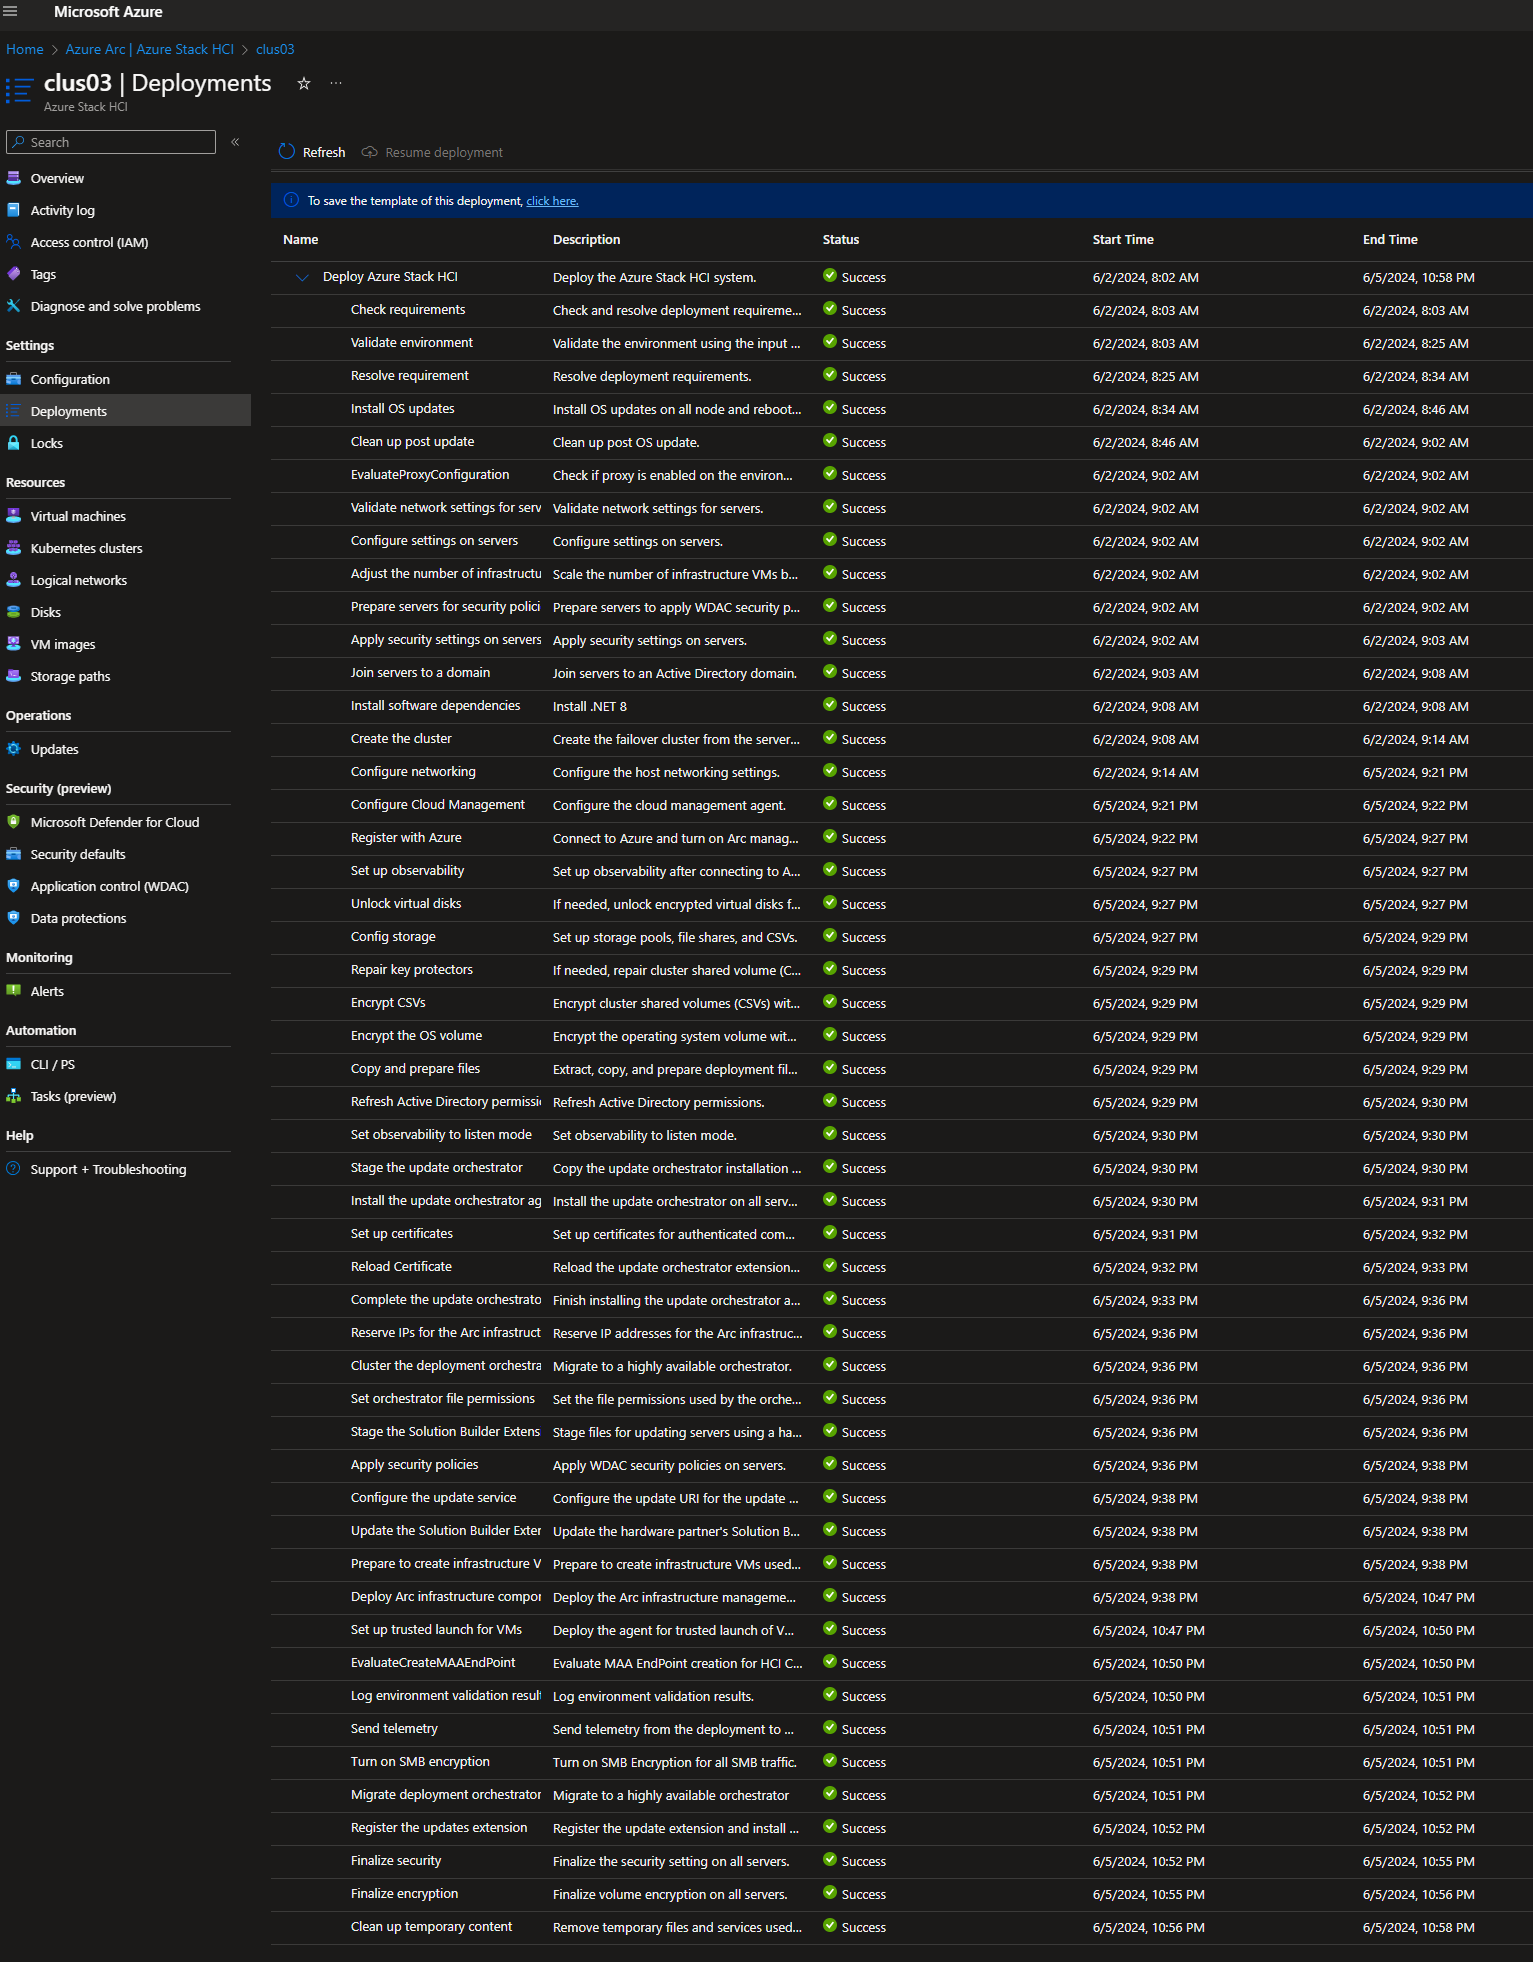 Microsoft Azure
Home > Azure Arc | Azure Stack HCI > clus03
clus03 | Deployments
Azure Stack HCI
Search
Overview
Activity log
Access control (IAM)
Tags
Diagnose and solve problems
Settings
Configuration
Deployments
Locks
Resources
Virtual machines
Kubernetes clusters
Logical networks
Disks
VM images
Storage paths
Operations
Updates
Security (preview)
Microsoft Defender for Cloud
Security defaults
Application control (WDAC)
Data protections
Monitoring
Alerts
Automation
CLI / PS
Tasks (preview)
Help
Support + Troubleshooting
Refresh Resume deployment
To save the template of this deployment, click here.
Name Description Status Start Time End Time
Deploy Azure Stack HCI Deploy the Azure Stack HCI system. Success 6/2/2024, 8:02 AM 6/5/2024, 10:58 PM
Check requirements Check and resolve deployment requireme... Success 6/2/2024, 8:03 AM 6/2/2024, 8:03 AM
Validate environment Validate the environment using the input ... Success 6/2/2024, 8:03 AM 6/2/2024, 8:25 AM
Resolve requirement Resolve deployment requirements. Success 6/2/2024, 8:25 AM 6/2/2024, 8:34 AM
Install OS updates Install OS updates on all node and reboot... Success 6/2/2024, 8:34 AM 6/2/2024, 8:46 AM
Clean up post update Clean up post OS update. Success 6/2/2024, 8:46 AM 6/2/2024, 9:02 AM
EvaluateProxyConfiguration Check if proxy is enabled on the environ... Success 6/2/2024, 9:02 AM 6/2/2024, 9:02 AM
Validate network settings for serv Validate network settings for servers. Success 6/2/2024, 9:02 AM 6/2/2024, 9:02 AM
Configure settings on servers Configure settings on servers. Success 6/2/2024, 9:02 AM 6/2/2024, 9:02 AM
Adjust the number of infrastructu Scale the number of infrastructure VMs b... Success 6/2/2024, 9:02 AM 6/2/2024, 9:02 AM
Prepare servers for security polici Prepare servers to apply WDAC security p... Success 6/2/2024, 9:02 AM 6/2/2024, 9:02 AM
Apply security settings on servers Apply security settings on servers. Success 6/2/2024, 9:02 AM 6/2/2024, 9:03 AM
Join servers to a domain Join servers to an Active Directory domain. Success 6/2/2024, 9:03 AM 6/2/2024, 9:08 AM
Install software dependencies Install .NET 8 Success 6/2/2024, 9:08 AM 6/2/2024, 9:08 AM
Create the cluster Create the failover cluster from the server... Success 6/2/2024, 9:08 AM 6/2/2024, 9:14 AM
Configure networking Configure the host networking settings. Success 6/2/2024, 9:14 AM 6/5/2024, 9:21 PM
Configure Cloud Management Configure the cloud management agent. Success 6/5/2024, 9:21 PM 6/5/2024, 9:22 PM
Register with Azure Connect to Azure and turn on Arc manag... Success 6/5/2024, 9:22 PM 6/5/2024, 9:27 PM
Set up observability Set up observability after connecting to A... Success 6/5/2024, 9:27 PM 6/5/2024, 9:27 PM
Unlock virtual disks If needed, unlock encrypted virtual disks f... Success 6/5/2024, 9:27 PM 6/5/2024, 9:27 PM
Config storage Set up storage pools, file shares, and CSVs. Success 6/5/2024, 9:27 PM 6/5/2024, 9:29 PM
Repair key protectors If needed, repair cluster shared volume (C... Success 6/5/2024, 9:29 PM 6/5/2024, 9:29 PM
Encrypt CSVs Encrypt cluster shared volumes (CSVs) wit... Success 6/5/2024, 9:29 PM 6/5/2024, 9:29 PM
Encrypt the OS volume Encrypt the operating system volume wit... Success 6/5/2024, 9:29 PM 6/5/2024, 9:29 PM
Copy and prepare files Extract, copy, and prepare deployment fil... Success 6/5/2024, 9:29 PM 6/5/2024, 9:29 PM
Refresh Active Directory permissi Refresh Active Directory permissions. Success 6/5/2024, 9:29 PM 6/5/2024, 9:30 PM
Set observability to listen mode Set observability to listen mode. Success 6/5/2024, 9:30 PM 6/5/2024, 9:30 PM
Stage the update orchestrator Copy the update orchestrator installation ... Success 6/5/2024, 9:30 PM 6/5/2024, 9:30 PM
Install the update orchestrator ag Install the update orchestrator on all serv... Success 6/5/2024, 9:30 PM 6/5/2024, 9:31 PM
Set up certificates Set up certificates for authenticated com... Success 6/5/2024, 9:31 PM 6/5/2024, 9:32 PM
Reload Certificate Reload the update orchestrator extension... Success 6/5/2024, 9:32 PM 6/5/2024, 9:33 PM
Complete the update orchestrato Finish installing the update orchestrator a... Success 6/5/2024, 9:33 PM 6/5/2024, 9:36 PM
Reserve IPs for the Arc infrastruct Reserve IP addresses for the Arc infrastruc... Success 6/5/2024, 9:36 PM 6/5/2024, 9:36 PM
Cluster the deployment orchestra Migrate to a highly available orchestrator. Success 6/5/2024, 9:36 PM 6/5/2024, 9:36 PM
Set orchestrator file permissions Set the file permissions used by the orche... Success 6/5/2024, 9:36 PM 6/5/2024, 9:36 PM
Stage the Solution Builder Extens Stage files for updating servers using a ha... Success 6/5/2024, 9:36 PM 6/5/2024, 9:36 PM
Apply security policies Apply WDAC security policies on servers. Success 6/5/2024, 9:36 PM 6/5/2024, 9:38 PM
Configure the update service Configure the update URI for the update ... Success 6/5/2024, 9:38 PM 6/5/2024, 9:38 PM
Update the Solution Builder Exter Update the hardware partner's Solution B... Success 6/5/2024, 9:38 PM 6/5/2024, 9:38 PM
Prepare to create infrastructure V Prepare to create infrastructure VMs used... Success 6/5/2024, 9:38 PM 6/5/2024, 9:38 PM
Deploy Arc infrastructure compor Deploy the Arc infrastructure manageme... Success 6/5/2024, 9:38 PM 6/5/2024, 10:47 PM
Set up trusted launch for VMs Deploy the agent for trusted launch of V... Success 6/5/2024, 10:47 PM 6/5/2024, 10:50 PM
EvaluateCreateMAAEndPoint Evaluate MAA EndPoint creation for HCI C... Success 6/5/2024, 10:50 PM 6/5/2024, 10:50 PM
Log environment validation result Log environment validation results. Success 6/5/2024, 10:50 PM 6/5/2024, 10:51 PM
Send telemetry Send telemetry from the deployment to ... Success 6/5/2024, 10:51 PM 6/5/2024, 10:51 PM
Turn on SMB encryption Turn on SMB Encryption for all SMB traffic. Success 6/5/2024, 10:51 PM 6/5/2024, 10:51 PM
Migrate deployment orchestrator Migrate to a highly available orchestrator Success 6/5/2024, 10:51 PM 6/5/2024, 10:52 PM
Register the updates extension Register the update extension and install ... Success 6/5/2024, 10:52 PM 6/5/2024, 10:52 PM
Finalize security Finalize the security setting on all servers. Success 6/5/2024, 10:52 PM 6/5/2024, 10:55 PM
Finalize encryption Finalize volume encryption on all servers. Success 6/5/2024, 10:55 PM 6/5/2024, 10:56 PM
Clean up temporary content Remove temporary files and services used... Success 6/5/2024, 10:56 PM 6/5/2024, 10:58 PM